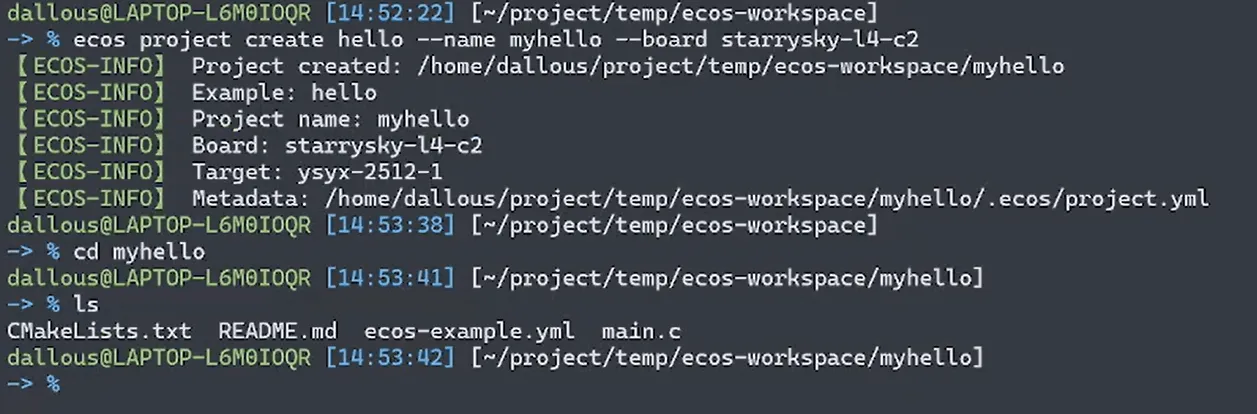 dallous@LAPTOP-L6M0IOQR [14:52:22] [~/project/temp/ecos-workspace]
-> % ecos project create hello --name myhello --board starrysky-l4-c2
【ECOS-INFO】 Project created: /home/dallous/project/temp/ecos-workspace/myhello
【ECOS-INFO】 Example: hello
【ECOS-INFO】 Project name: myhello
【ECOS-INFO】 Board: starrysky-l4-c2
【ECOS-INFO】 Target: ysyx-2512-1
【ECOS-INFO】 Metadata: /home/dallous/project/temp/ecos-workspace/myhello/.ecos/project.yml
dallous@LAPTOP-L6M0IOQR [14:53:38] [~/project/temp/ecos-workspace]
-> % cd myhello
dallous@LAPTOP-L6M0IOQR [14:53:41] [~/project/temp/ecos-workspace/myhello]
-> % ls
CMakeLists.txt  README.md  ecos-example.yml  main.c
dallous@LAPTOP-L6M0IOQR [14:53:42] [~/project/temp/ecos-workspace/myhello]
-> %